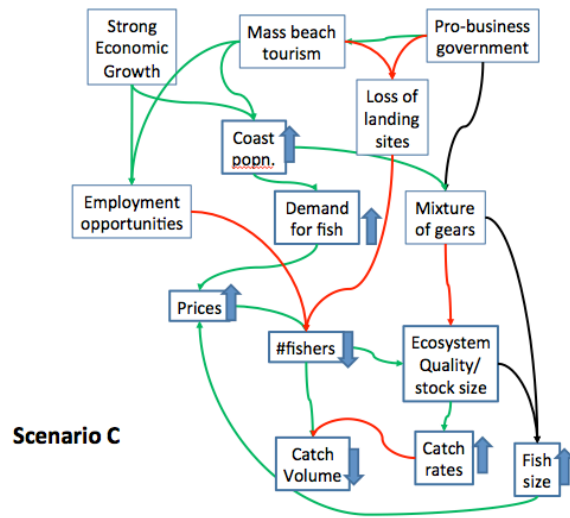 Strong
Economic
Growth
Mass beach
tourism
Pro-business
government
Loss of
landing
sites
Coast
popn.
Employment
opportunities
Demand
for fish
Mixture
of gears
Prices
#fishers
Ecosystem
Quality/
stock size
Scenario C
Catch
Volume
Catch
rates
Fish
size